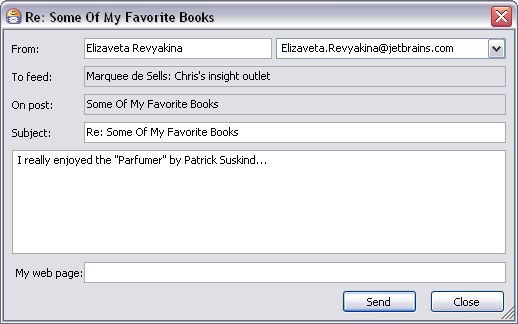 Re: Some Of My Favorite Books
From: Elizaveta Revyakina Elizaveta.Revyakina@jetbrains.com
To feed: Marquee de Sells: Chris's insight outlet
On post: Some Of My Favorite Books
Subject: Re: Some Of My Favorite Books
I really enjoyed the "Parfumer" by Patrick Suskind...
My web page:
Send Close